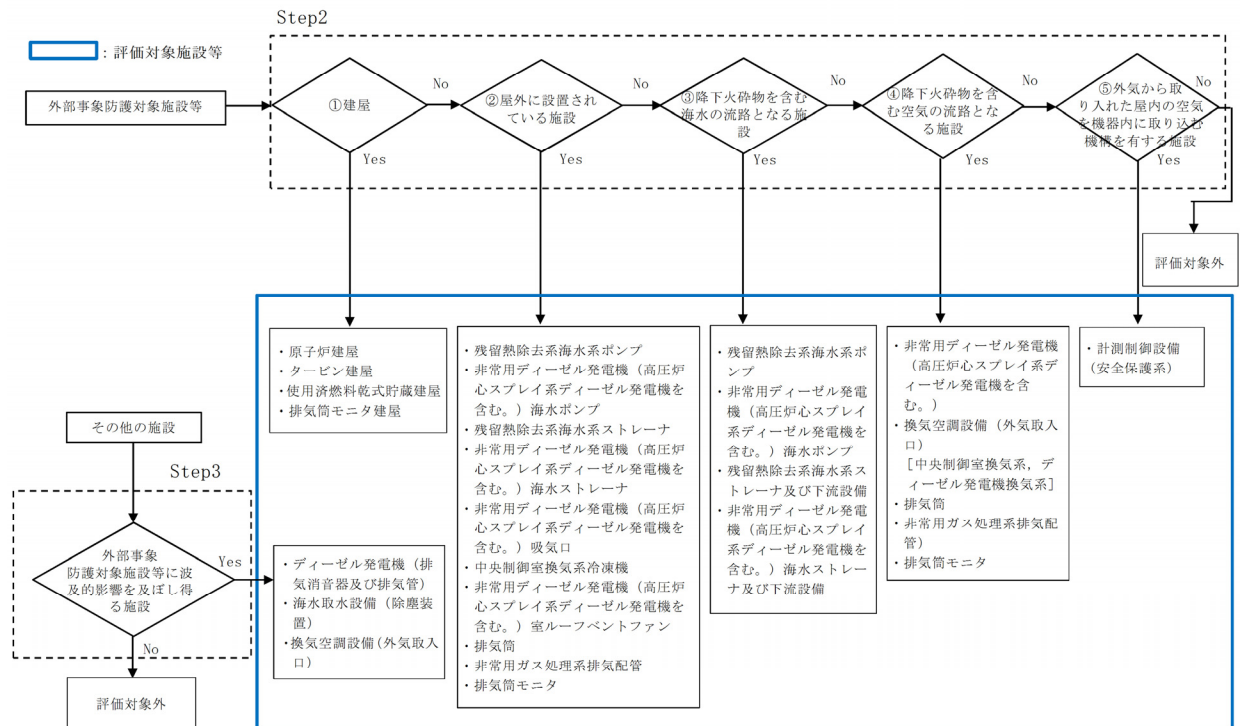 Step2
：評価対象施設等
外部事象防護対象施設等
①建屋
No
Yes
②屋外に設置され
ている施設
No
Yes
③降下火砕物を含む
海水の流路となる施
設
No
Yes
④降下火砕物を含
む空気の流路とな
る施設
No
Yes
⑤外気から取
り入れた屋内の空気
を機器内に取り込む
機構を有する施設
No
Yes
評価対象外
・原子炉建屋
・タービン建屋
・使用済燃料乾式貯蔵建屋
・排気筒モニタ建屋
・残留熱除去系海水系ポンプ
・非常用ディーゼル発電機（高圧炉
心スプレイ系ディーゼル発電機を
含む。）海水ポンプ
・残留熱除去系海水系ストレーナ
・非常用ディーゼル発電機（高圧炉
心スプレイ系ディーゼル発電機を
含む。）海水ストレーナ
・非常用ディーゼル発電機（高圧炉
心スプレイ系ディーゼル発電機を
含む。）吸気口
・中央制御室換気系冷凍機
・非常用ディーゼル発電機（高圧炉
心スプレイ系ディーゼル発電機を
含む。）室ルーフベントファン
・排気筒
・非常用ガス処理系排気配管
・排気筒モニタ
・残留熱除去系海水系ポ
ンプ
・非常用ディーゼル発電
機（高圧炉心スプレイ
系ディーゼル発電機を
含む。）海水ポンプ
・残留熱除去系海水系ス
トレーナ及び下流設備
・非常用ディーゼル発電
機（高圧炉心スプレイ
系ディーゼル発電機を
含む。）海水ストレー
ナ及び下流設備
・非常用ディーゼル発電機
（高圧炉心スプレイ系デ
ィーゼル発電機を含
む。）
・換気空調設備（外気取入
口）
［中央制御室換気系，デ
ィーゼル発電機換気系］
・排気筒
・非常用ガス処理系排気配
管）
・排気筒モニタ
・計測制御設備
（安全保護系）
その他の施設
Step3
外部事象
防護対象施設等に波
及的影響を及ぼし得
る施設
Yes
No
評価対象外
・ディーゼル発電機（排
気消音器及び排気管）
・海水取水設備（除塵装
置）
・換気空調設備（外気取入
口）